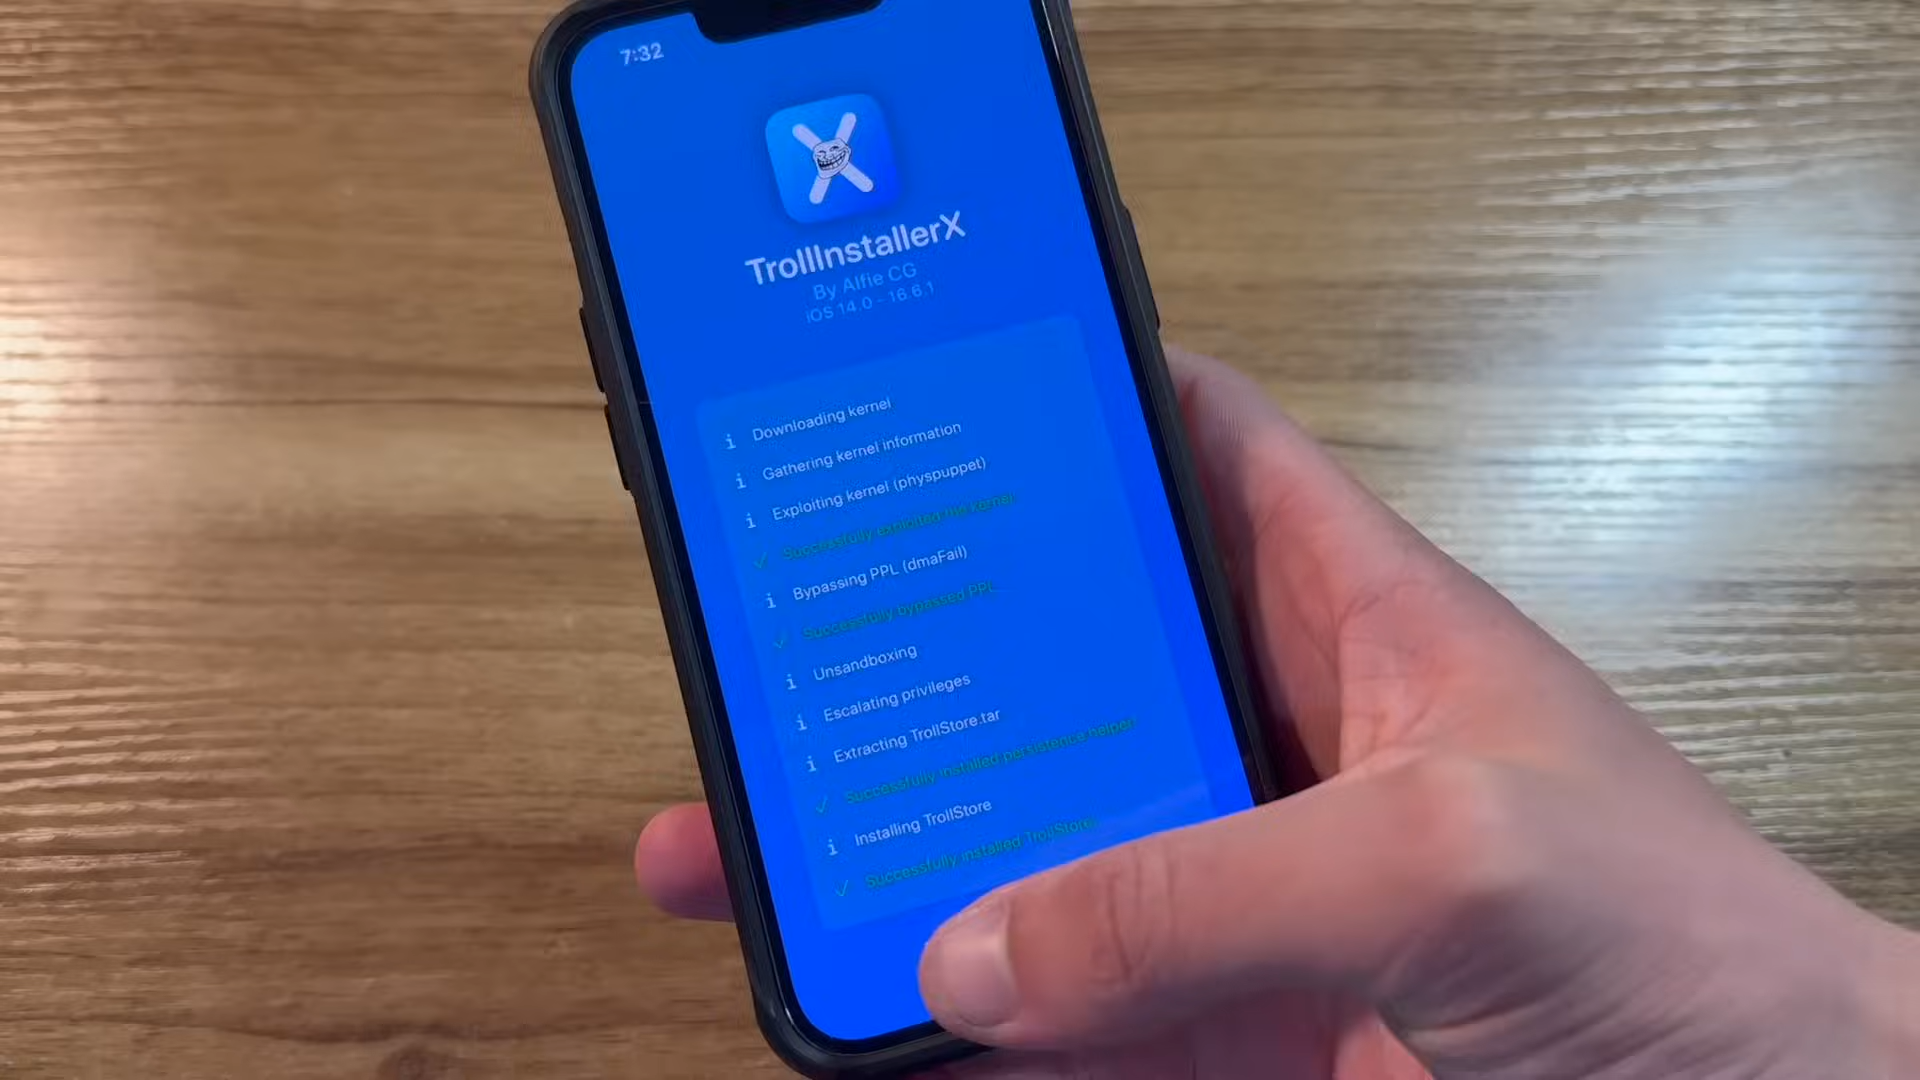 7:32
TrollInstallerX
By Alfie CG
iOS 14.0 - 16.6.1
i Downloading kernel
i Gathering kernel information
i Exploiting kernel (physpuppet)
✓ Successfully exploited the kernel
i Bypassing PPL (dmaFail)
✓ Successfully bypassed PPL
i Unsandboxing
i Escalating privileges
i Extracting TrollStore.tar
✓ Successfully installed persistence helper
i Installing TrollStore
✓ Successfully installed TrollStore